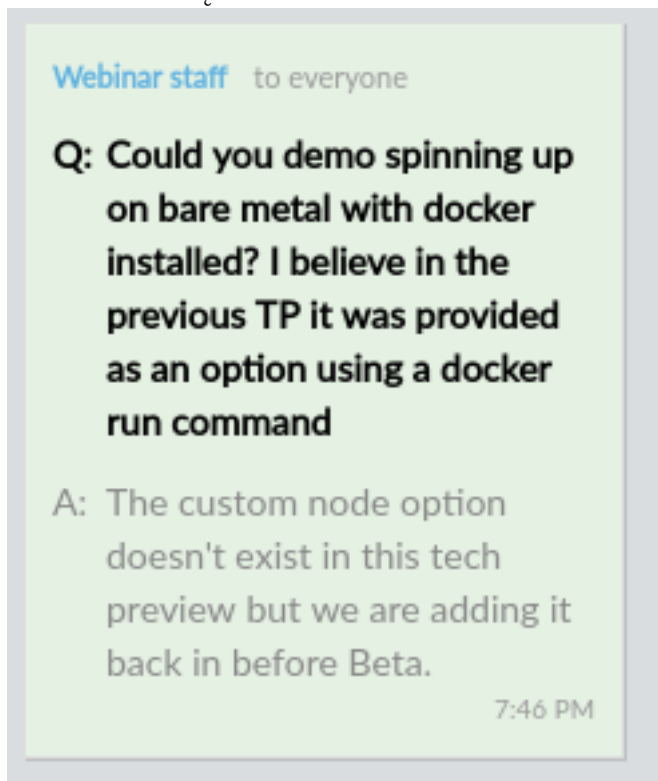 Webinar staff to everyone
Q: Could you demo spinning up
on bare metal with docker
installed? I believe in the
previous TP it was provided
as an option using a docker
run command
A: The custom node option
doesn't exist in this tech
preview but we are adding it
back in before Beta.
7:46 PM